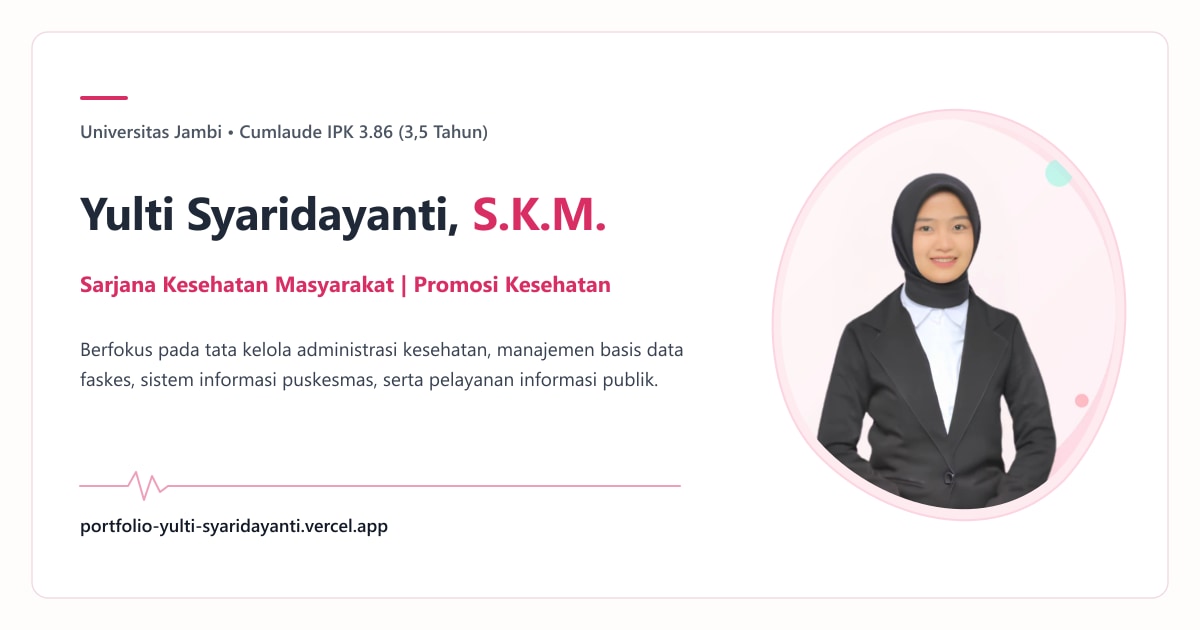 Universitas Jambi • Cumlaude IPK 3.86 (3,5 Tahun)
Yulti Syaridayanti, S.K.M.
Sarjana Kesehatan Masyarakat | Promosi Kesehatan
Berfokus pada tata kelola administrasi kesehatan, manajemen basis data
faskes, sistem informasi puskesmas, serta pelayanan informasi publik.
portfolio-yulti-syaridayanti.vercel.app